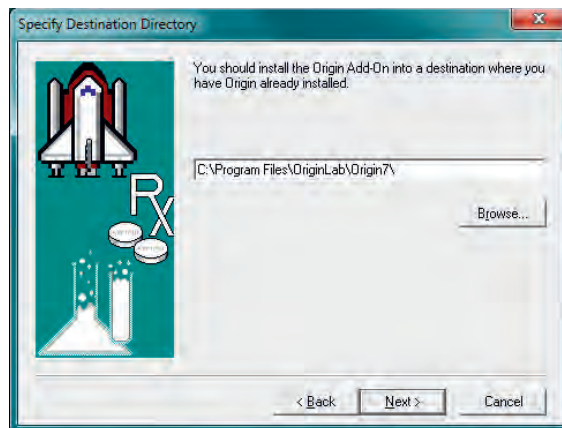 Specify Destination Directory
You should install the Origin Add-On into a destination where you
have Origin already installed.
C:\Program Files\OriginLab\Origin7\
Browse...
RX
< Back
Next >
Cancel